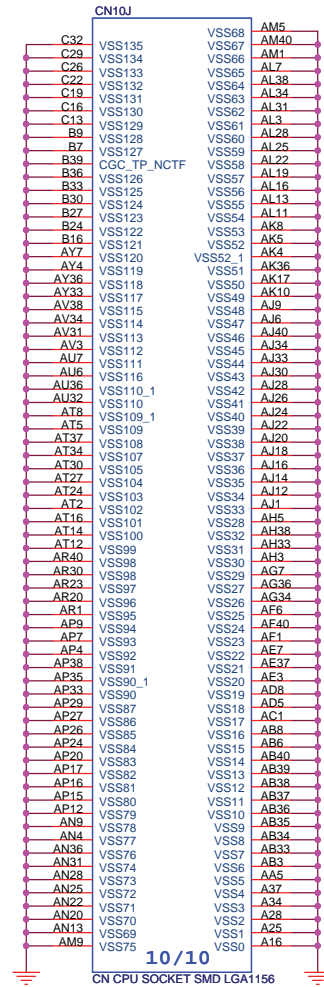 CN10J
C32 VSS135
C29 VSS134
C26 VSS133
C22 VSS132
C19 VSS131
C16 VSS130
C13 VSS129
B9 VSS128
B7 VSS127
B39 CGC_TP_NCTF
B36 VSS126
B33 VSS125
B30 VSS124
B27 VSS123
B24 VSS122
B16 VSS121
AY7 VSS120
AY4 VSS119
AY36 VSS118
AY33 VSS117
AV38 VSS115
AV34 VSS114
AV31 VSS113
AV3 VSS112
AU7 VSS111
AU6 VSS116
AU36 VSS110_1
AU32 VSS110
AT8 VSS109_1
AT5 VSS109
AT37 VSS108
AT34 VSS107
AT30 VSS105
AT27 VSS104
AT24 VSS103
AT2 VSS102
AT16 VSS101
AT14 VSS100
AT12 VSS99
AR40 VSS98
AR30 VSS98
AR23 VSS97
AR20 VSS96
AR1 VSS95
AP9 VSS94
AP7 VSS93
AP4 VSS92
AP38 VSS91
AP35 VSS90_1
AP33 VSS90
AP29 VSS87
AP27 VSS86
AP26 VSS85
AP24 VSS84
AP20 VSS83
AP17 VSS82
AP16 VSS81
AP15 VSS80
AP12 VSS79
AN9 VSS78
AN4 VSS77
AN36 VSS76
AN31 VSS74
AN28 VSS73
AN25 VSS72
AN22 VSS71
AN20 VSS70
AN13 VSS69
AM9 VSS75
VSS68 AM5
VSS67 AM40
VSS66 AM1
VSS65 AL7
VSS64 AL38
VSS63 AL34
VSS62 AL31
VSS61 AL3
VSS60 AL28
VSS59 AL25
VSS58 AL22
VSS57 AL19
VSS56 AL16
VSS55 AL13
VSS54 AL11
VSS53 AK8
VSS52 AK5
VSS52_1 AK4
VSS51 AK36
VSS50 AK17
VSS49 AK10
VSS48 AJ9
VSS47 AJ6
VSS46 AJ40
VSS45 AJ34
VSS44 AJ33
VSS43 AJ30
VSS42 AJ28
VSS41 AJ26
VSS40 AJ24
VSS39 AJ22
VSS38 AJ20
VSS37 AJ18
VSS36 AJ16
VSS35 AJ14
VSS34 AJ12
VSS33 AJ1
VSS28 AH5
VSS32 AH38
VSS31 AH33
VSS30 AH3
VSS29 AG7
VSS27 AG36
VSS26 AG34
VSS25 AF6
VSS24 AF40
VSS23 AF1
VSS22 AE7
VSS21 AE37
VSS20 AE3
VSS19 AD8
VSS18 AD5
VSS17 AC1
VSS16 AB8
VSS15 AB6
VSS14 AB40
VSS13 AB39
VSS12 AB38
VSS11 AB37
VSS10 AB36
VSS9 AB35
VSS8 AB34
VSS7 AB33
VSS6 AB3
VSS5 AA5
VSS4 A37
VSS3 A34
VSS2 A28
VSS1 A25
VSS0 A16
10/10
CN CPU SOCKET SMD LGA1156